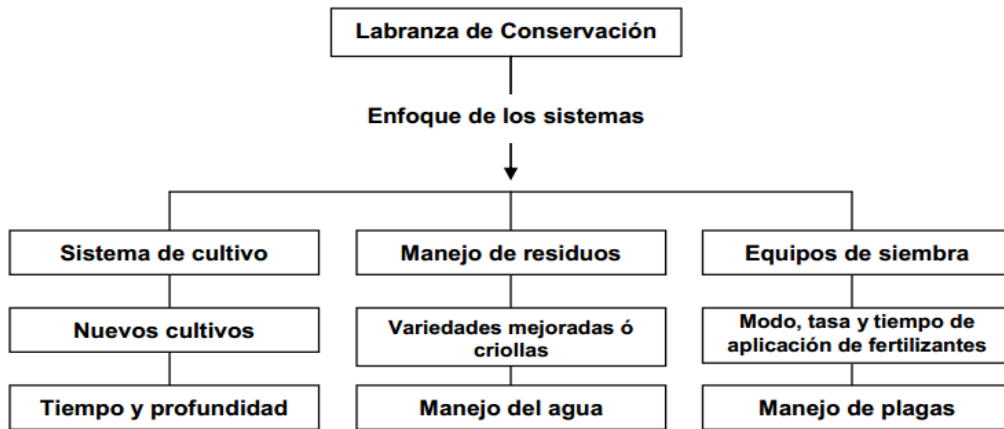 Labranza de Conservación
Enfoque de los sistemas
Sistema de cultivo
Manejo de residuos
Equipos de siembra
Nuevos cultivos
Variedades mejoradas ó
criollas
Modo, tasa y tiempo de
aplicación de fertilizantes
Tiempo y profundidad
Manejo del agua
Manejo de plagas